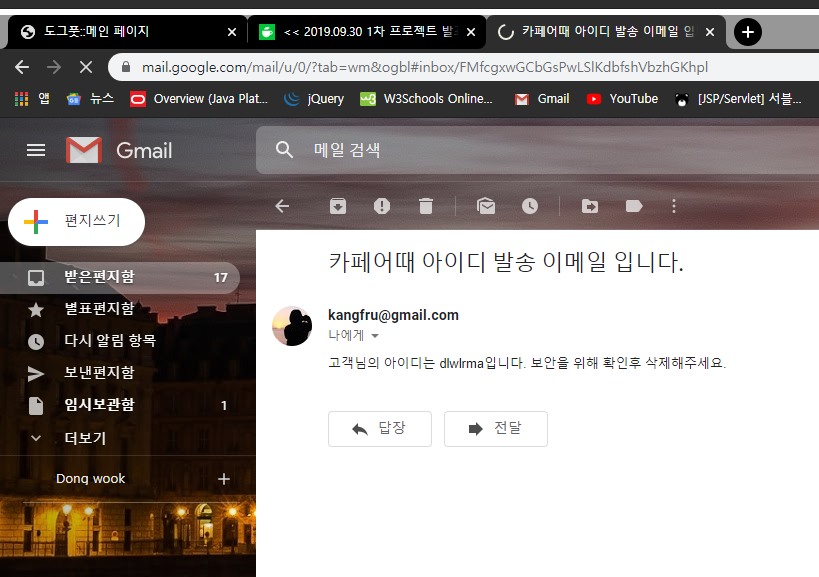 도그풋::메인 페이지
<< 2019.09.30 1차 프로젝트 발
카페어때 아이디 발송 이메일 입
mail.google.com/mail/u/0/?tab=wm&ogbl#inbox/FMfcgxwGCbGsPwLSlKdbfshVbzhGKhpl
앱 뉴스 Overview (Java Plat... jQuery W3Schools Online... Gmail YouTube [JSP/Servlet] 서블...
Gmail
메일 검색
편지쓰기
카페어때 아이디 발송 이메일 입니다.
받은편지함 17
별표편지함
다시 알림 항목
보낸편지함
임시보관함 1
더보기
Dong wook
kangfru@gmail.com
나에게
고객님의 아이디는 dlwlrma입니다. 보안을 위해 확인후 삭제해주세요.
답장
전달